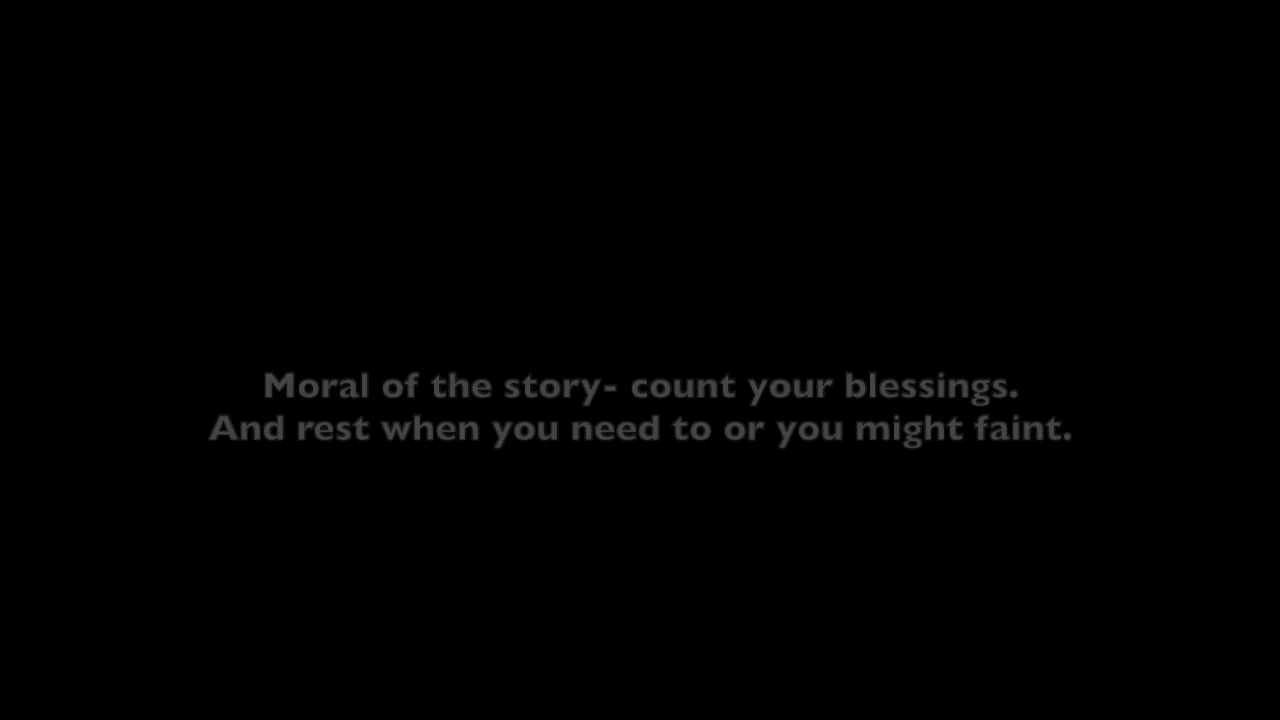 Moral of the story- count your blessings.
And rest when you need to or you might faint.